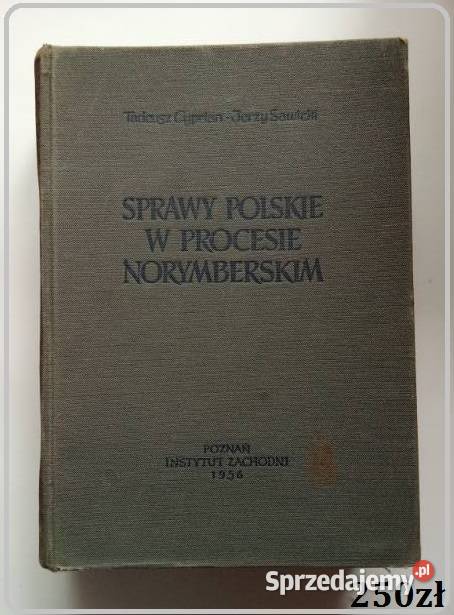 Tadeusz Cyprian - Jerzy Sawicki
SPRAWY POLSKIE
W PROCESIE
NORYMBERSKIM
POZNAŃ
INSTYTUT ZACHODNI
1956
Sprzedajemy.pl
250zł